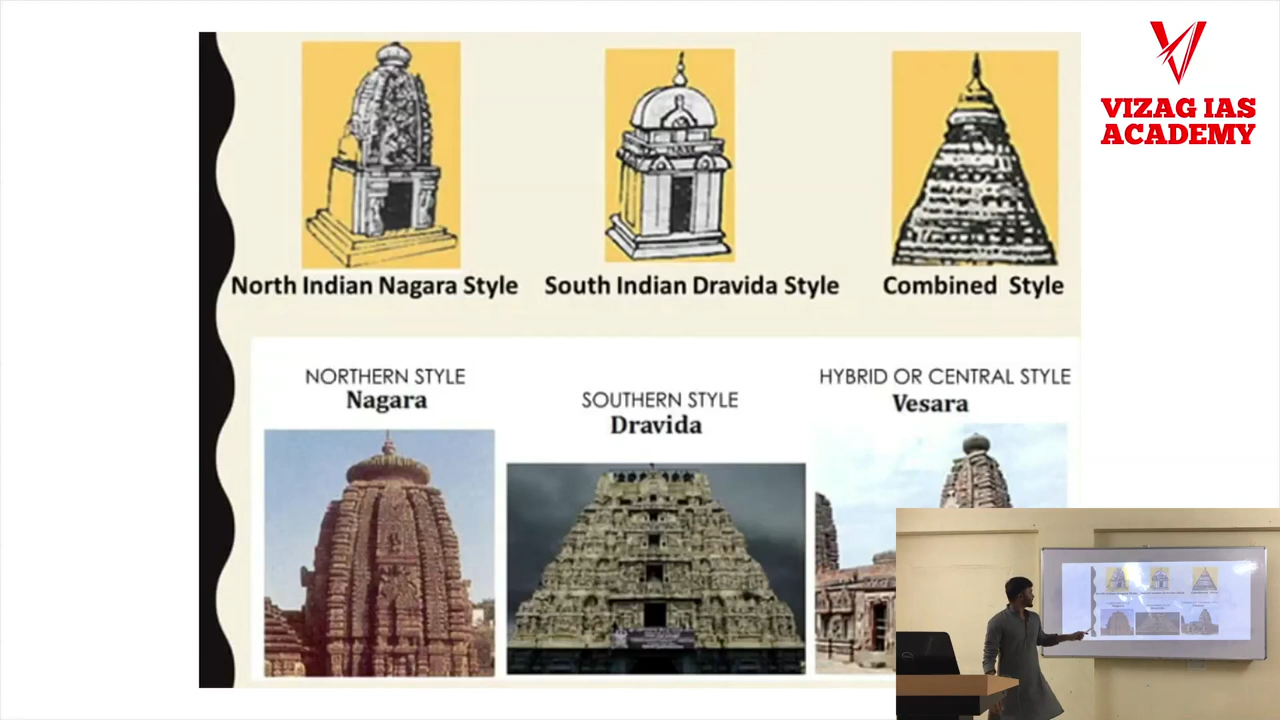 VIZAG IAS
ACADEMY
North Indian Nagara Style
South Indian Dravida Style
Combined Style
NORTHERN STYLE
Nagara
SOUTHERN STYLE
Dravida
HYBRID OR CENTRAL STYLE
Vesara